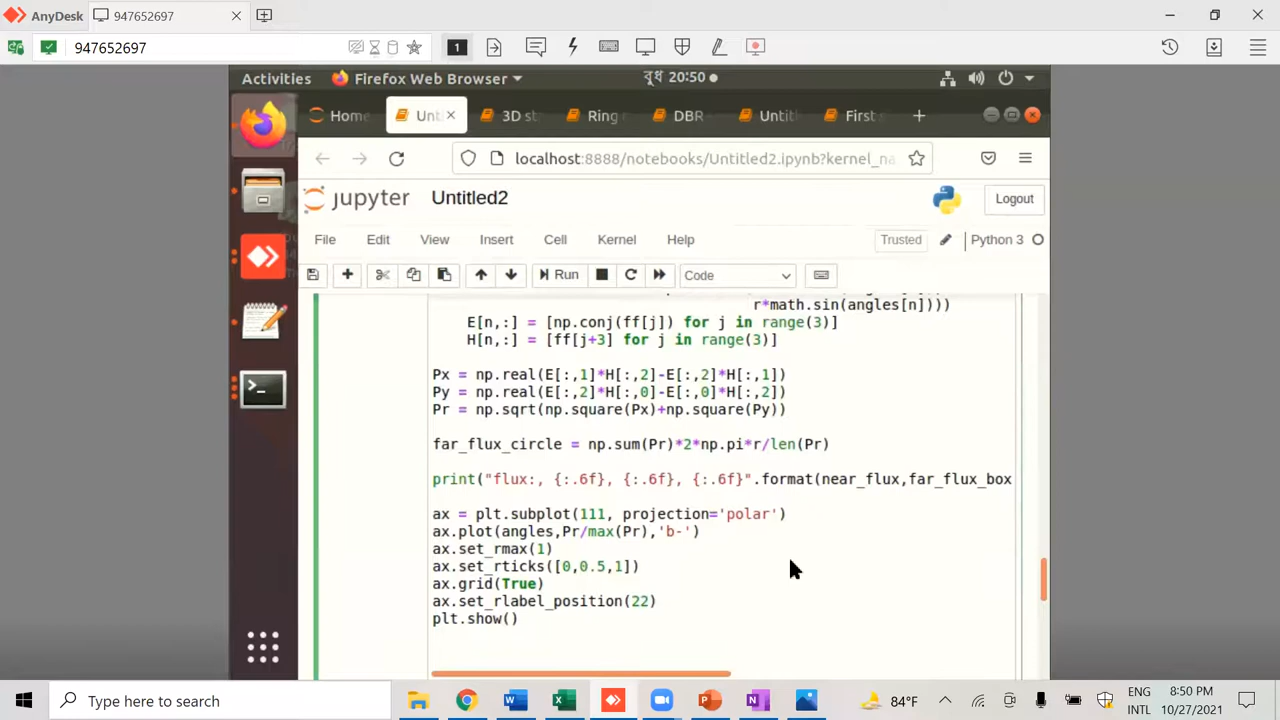 AnyDesk
947652697
947652697
1
Activities
Firefox Web Browser
বুধ 20:50
Home
Unt
3D st
Ring
DBR
Untitl
First
localhost:8888/notebooks/Untitled2.ipynb?kernel_na
jupyter
Untitled2
Logout
File Edit View Insert Cell Kernel Help
Trusted
Python 3
Run
Code
r*math.sin(angles[n])))
E[n,:] = [np.conj(ff[j]) for j in range(3)]
H[n,:] = [ff[j+3] for j in range(3)]
Px = np.real(E[:,1]*H[:,2]-E[:,2]*H[:,1])
Py = np.real(E[:,2]*H[:,0]-E[:,0]*H[:,2])
Pr = np.sqrt(np.square(Px)+np.square(Py))
far_flux_circle = np.sum(Pr)*2*np.pi*r/len(Pr)
print("flux:, {:.6f}, {:.6f}, {:.6f}".format(near_flux,far_flux_box
ax = plt.subplot(111, projection='polar')
ax.plot(angles,Pr/max(Pr),'b-')
ax.set_rmax(1)
ax.set_rticks([0,0.5,1])
ax.grid(True)
ax.set_rlabel_position(22)
plt.show()
Type here to search
84°F
ENG
INTL
8:50 PM
10/27/2021